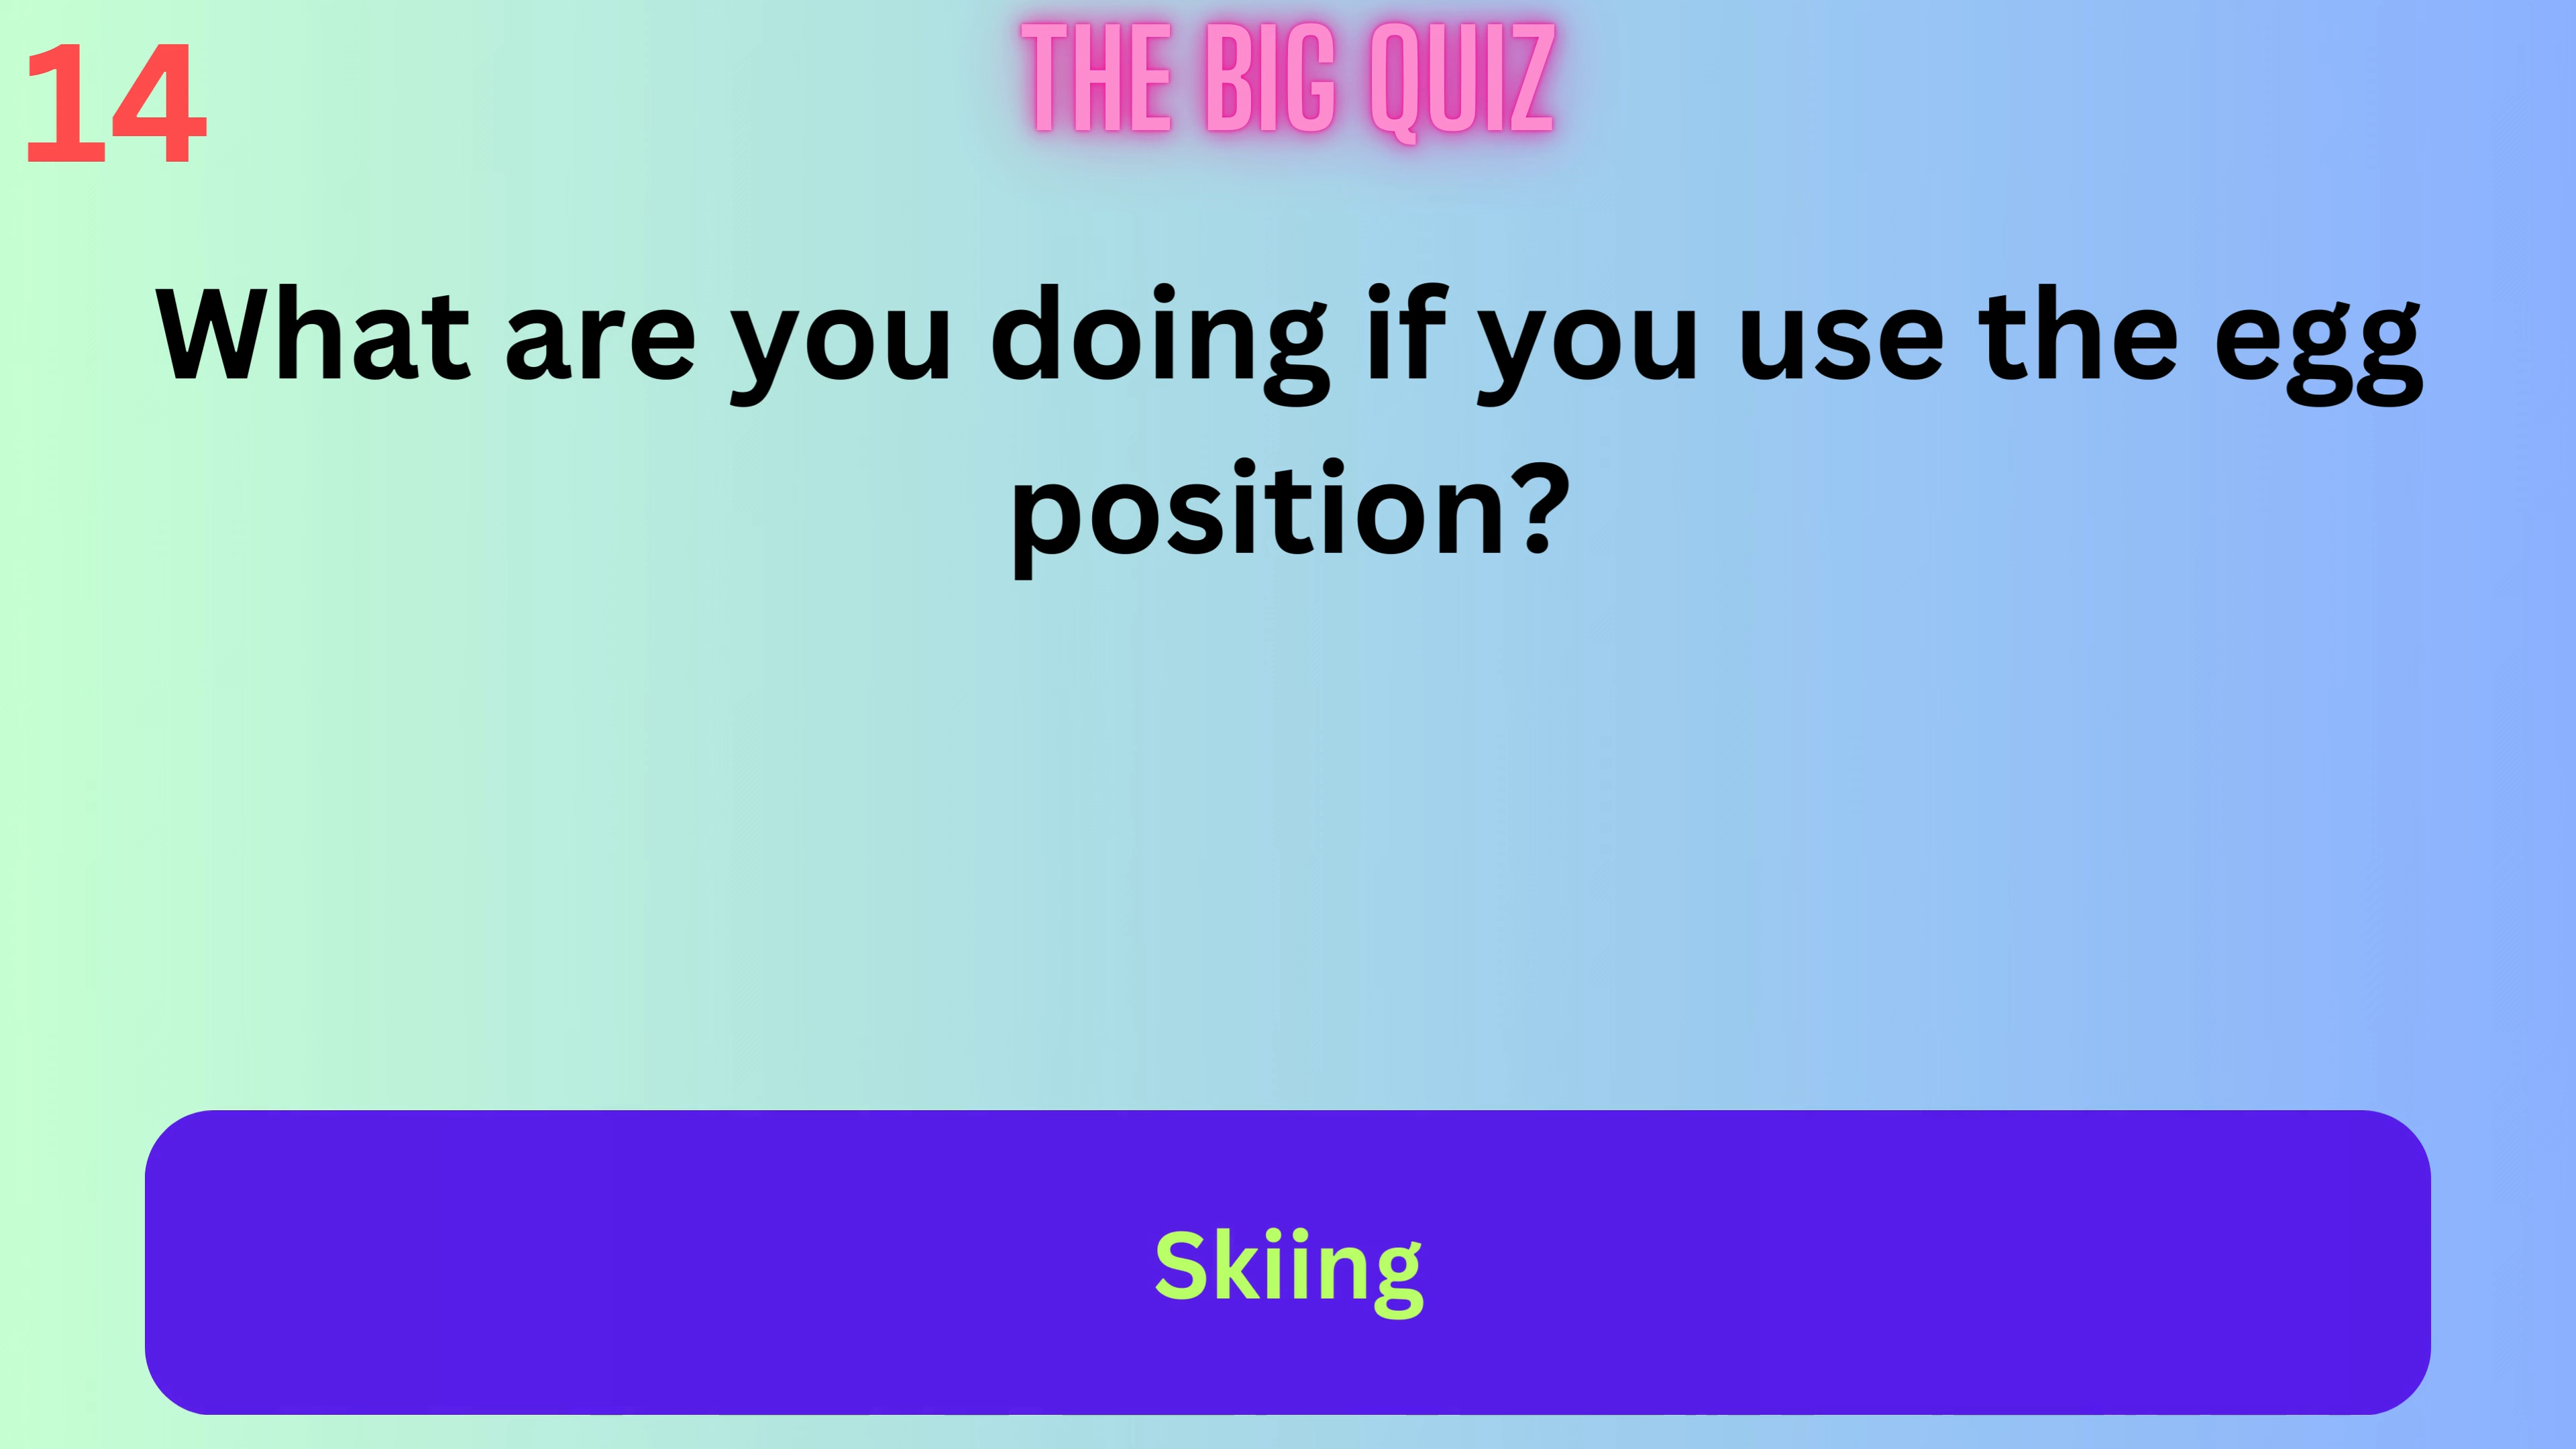 14
THE BIG QUIZ
What are you doing if you use the egg
position?
Skiing